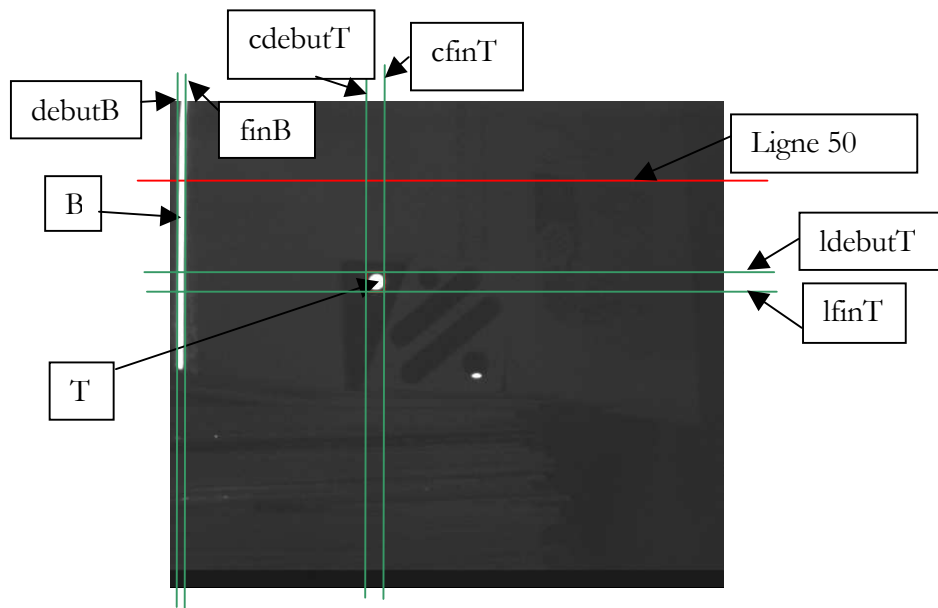 cdebutT
cfinT
debutB
finB
Ligne 50
B
ldebutT
lfinT
T